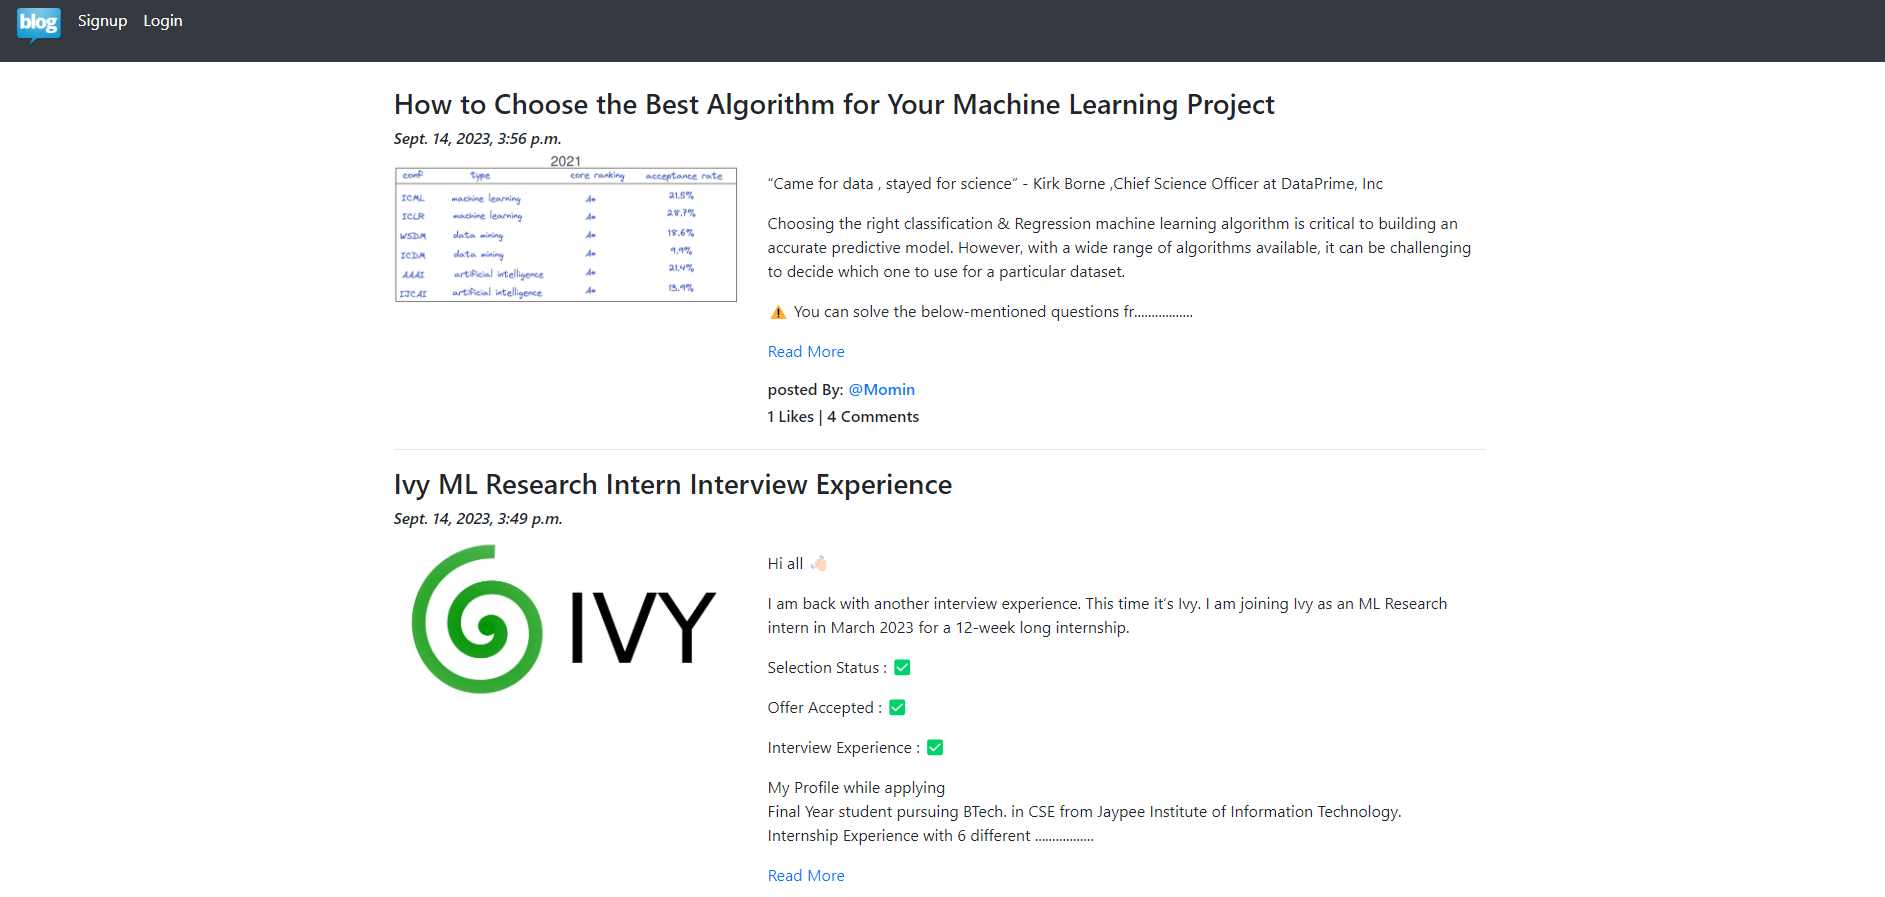 blog Signup Login
How to Choose the Best Algorithm for Your Machine Learning Project
Sept. 14, 2023, 3:56 p.m.
2021
conf type core ranking acceptance rate
ICML machine learning A* 21.5%
ICLR machine learning A* 28.7%
WSDM data mining A* 18.6%
ICDM data mining A* 9.9%
AAAI artificial intelligence A* 21.4%
IJCAI artificial intelligence A* 13.9%
“Came for data , stayed for science” - Kirk Borne ,Chief Science Officer at DataPrime, Inc
Choosing the right classification & Regression machine learning algorithm is critical to building an
accurate predictive model. However, with a wide range of algorithms available, it can be challenging
to decide which one to use for a particular dataset.
⚠️ You can solve the below-mentioned questions fr.................
Read More
posted By: @Momin
1 Likes | 4 Comments
Ivy ML Research Intern Interview Experience
Sept. 14, 2023, 3:49 p.m.
IVY
Hi all 👋🏻
I am back with another interview experience. This time it’s Ivy. I am joining Ivy as an ML Research
intern in March 2023 for a 12-week long internship.
Selection Status : ✅
Offer Accepted : ✅
Interview Experience : ✅
My Profile while applying
Final Year student pursuing BTech. in CSE from Jaypee Institute of Information Technology.
Internship Experience with 6 different .................
Read More